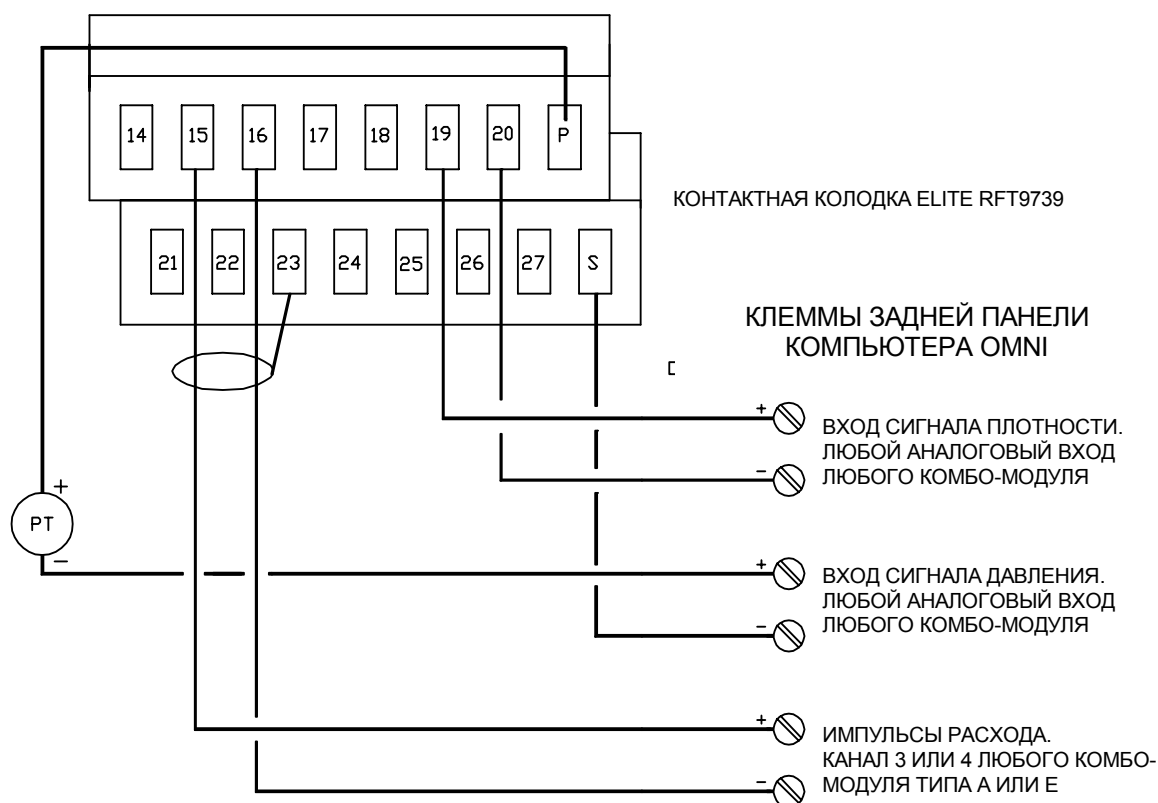 14 15 16 17 18 19 20 P
КОНТАКТНАЯ КОЛОДКА ELITE RFT9739
21 22 23 24 25 26 27 S
КЛЕММЫ ЗАДНЕЙ ПАНЕЛИ
КОМПЬЮТЕРА OMNI
+
ВХОД СИГНАЛА ПЛОТНОСТИ.
ЛЮБОЙ АНАЛОГОВЫЙ ВХОД
− ЛЮБОГО КОМБО-МОДУЛЯ
+
PT
−
+ ВХОД СИГНАЛА ДАВЛЕНИЯ.
ЛЮБОЙ АНАЛОГОВЫЙ ВХОД
− ЛЮБОГО КОМБО-МОДУЛЯ
+ ИМПУЛЬСЫ РАСХОДА.
КАНАЛ 3 ИЛИ 4 ЛЮБОГО КОМБО-
− МОДУЛЯ ТИПА А ИЛИ Е